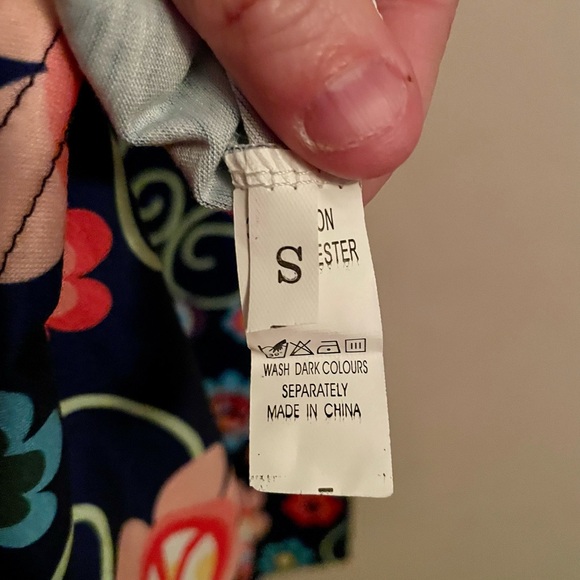 S
ON
ESTER
WASH DARK COLOURS
SEPARATELY
MADE IN CHINA